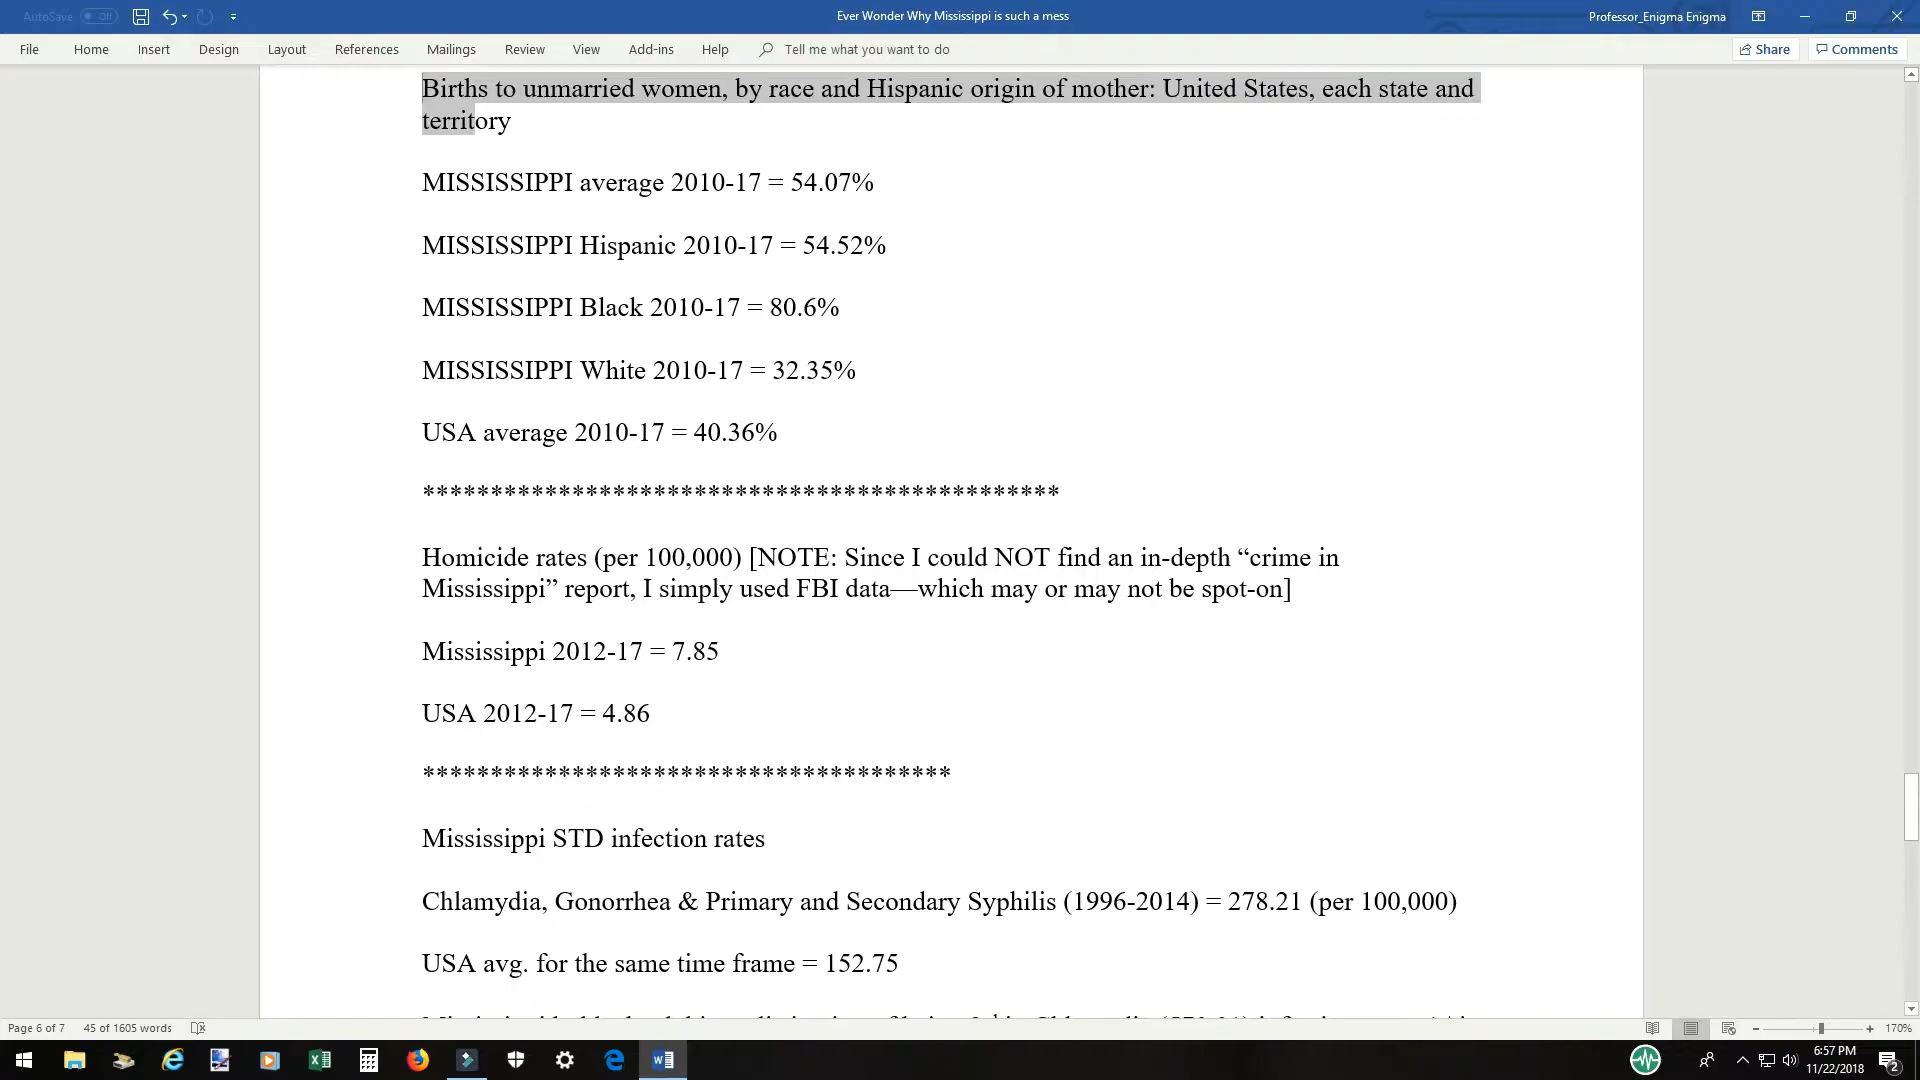 AutoSave Off
Ever Wonder Why Mississippi is such a mess
Professor_Enigma Enigma
File Home Insert Design Layout References Mailings Review View Add-ins Help Tell me what you want to do
Share Comments
Births to unmarried women, by race and Hispanic origin of mother: United States, each state and
territory
MISSISSIPPI average 2010-17 = 54.07%
MISSISSIPPI Hispanic 2010-17 = 54.52%
MISSISSIPPI Black 2010-17 = 80.6%
MISSISSIPPI White 2010-17 = 32.35%
USA average 2010-17 = 40.36%
***********************************************
Homicide rates (per 100,000) [NOTE: Since I could NOT find an in-depth “crime in
Mississippi” report, I simply used FBI data—which may or may not be spot-on]
Mississippi 2012-17 = 7.85
USA 2012-17 = 4.86
***************************************
Mississippi STD infection rates
Chlamydia, Gonorrhea & Primary and Secondary Syphilis (1996-2014) = 278.21 (per 100,000)
USA avg. for the same time frame = 152.75
Page 6 of 7 45 of 1605 words
170%
6:57 PM
11/22/2018
2